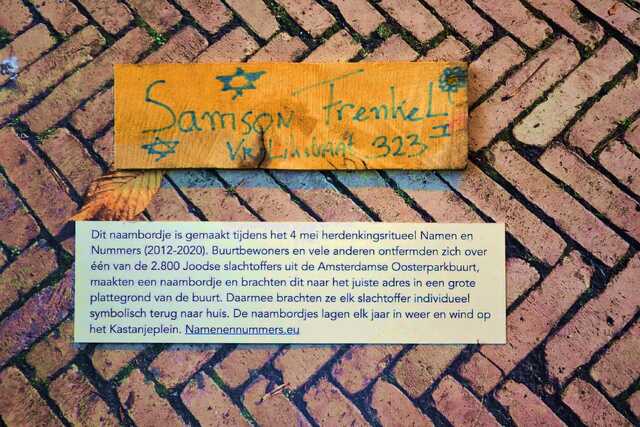 Samson Frenkel
323 I
Dit naambordje is gemaakt tijdens het 4 mei herdenkingsritueel Namen en
Nummers (2012-2020). Buurtbewoners en vele anderen ontfermden zich over
één van de 2.800 Joodse slachtoffers uit de Amsterdamse Oosterparkbuurt,
maakten een naambordje en brachten dit naar het juiste adres in een grote
plattegrond van de buurt. Daarmee brachten ze elk slachtoffer individueel
symbolisch terug naar huis. De naambordjes lagen elk jaar in weer en wind op
het Kastanjeplein. Namenennummers.eu